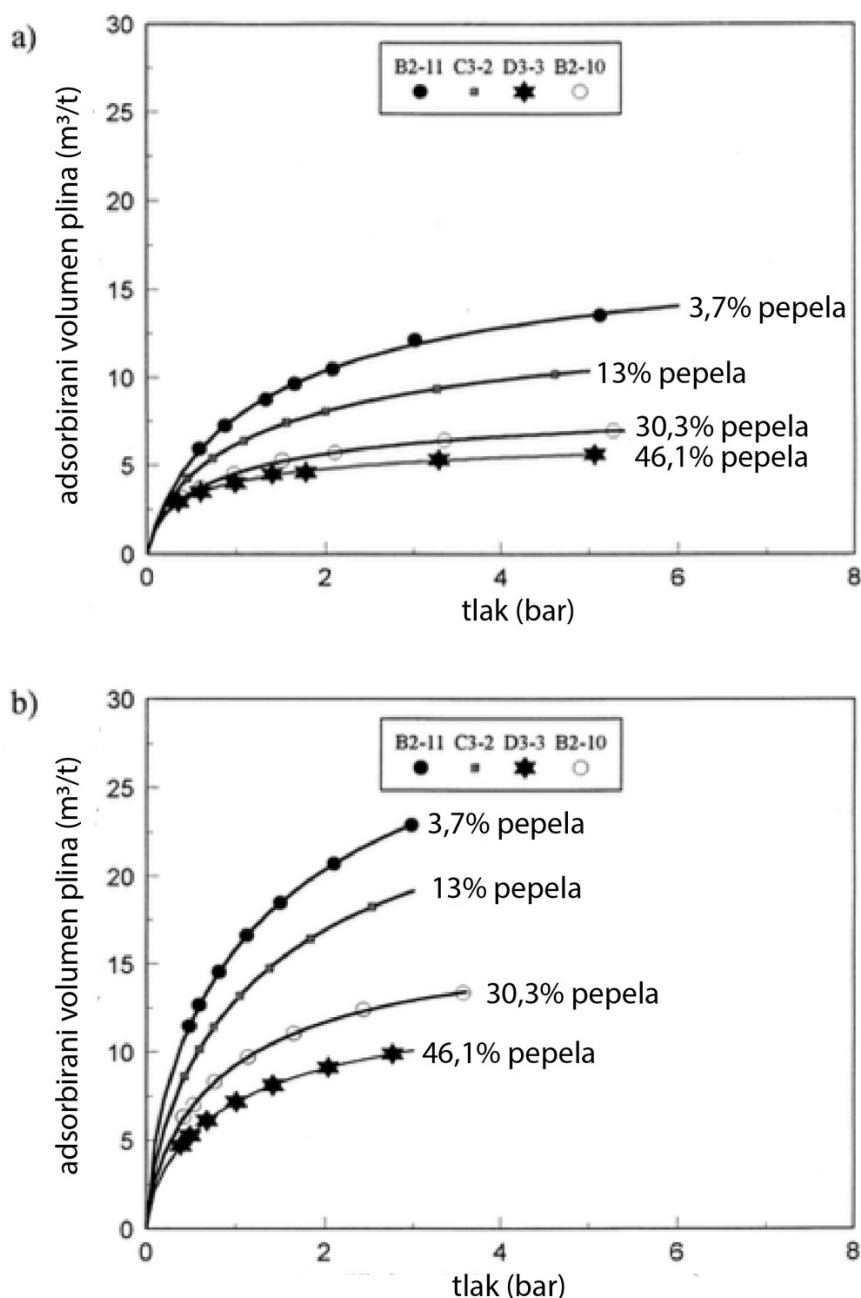 a)
30
25
20
15
10
5
0
adsorbirani volumen plina (m³/t)
B2-11 C3-2 D3-3 B2-10
3,7% pepela
13% pepela
30,3% pepela
46,1% pepela
0 2 4 6 8
tlak (bar)
b)
30
25
20
15
10
5
0
adsorbirani volumen plina (m³/t)
B2-11 C3-2 D3-3 B2-10
3,7% pepela
13% pepela
30,3% pepela
46,1% pepela
0 2 4 6 8
tlak (bar)